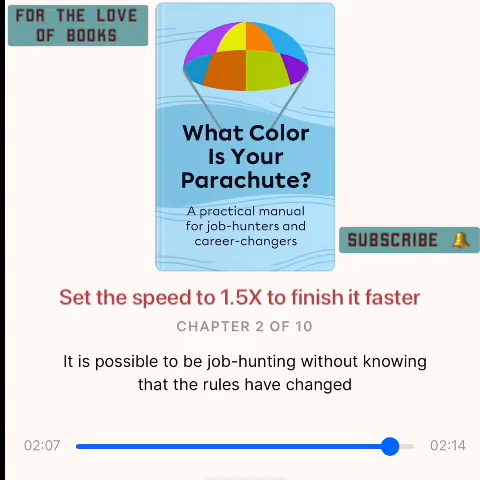 FOR THE LOVE
OF BOOKS
What Color
Is Your
Parachute?
A practical manual
for job-hunters and
career-changers
SUBSCRIBE 🔔
Set the speed to 1.5X to finish it faster
CHAPTER 2 OF 10
It is possible to be job-hunting without knowing
that the rules have changed
02:07
02:14